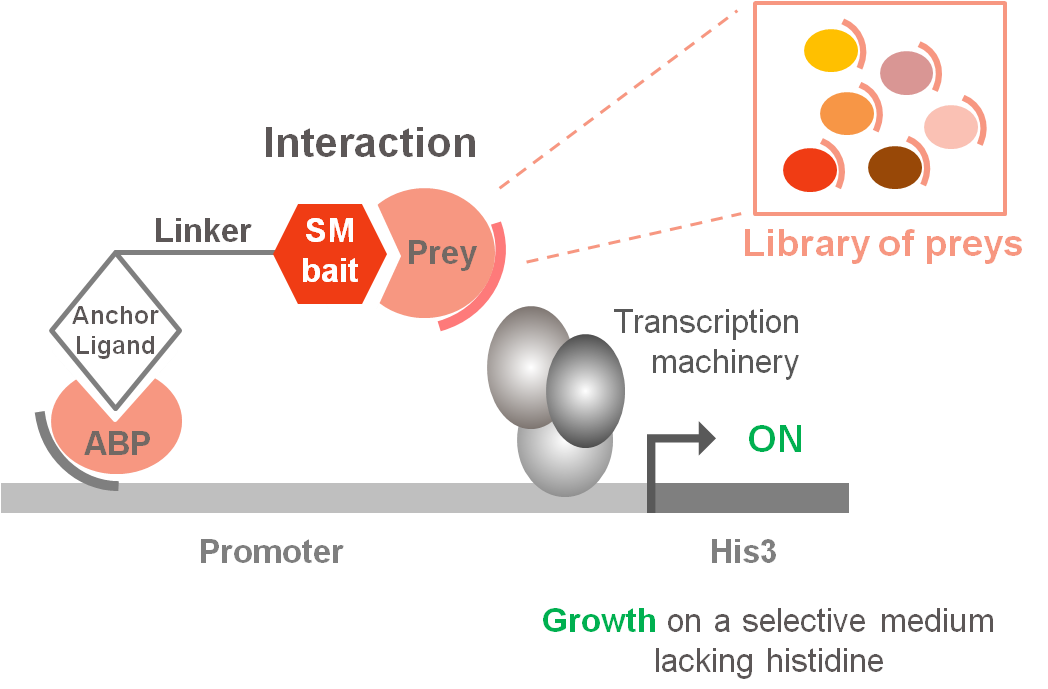 Interaction
Linker
SM
bait
Prey
Library of preys
Anchor
Ligand
Transcription
machinery
ABP
ON
Promoter
His3
Growth on a selective medium
lacking histidine